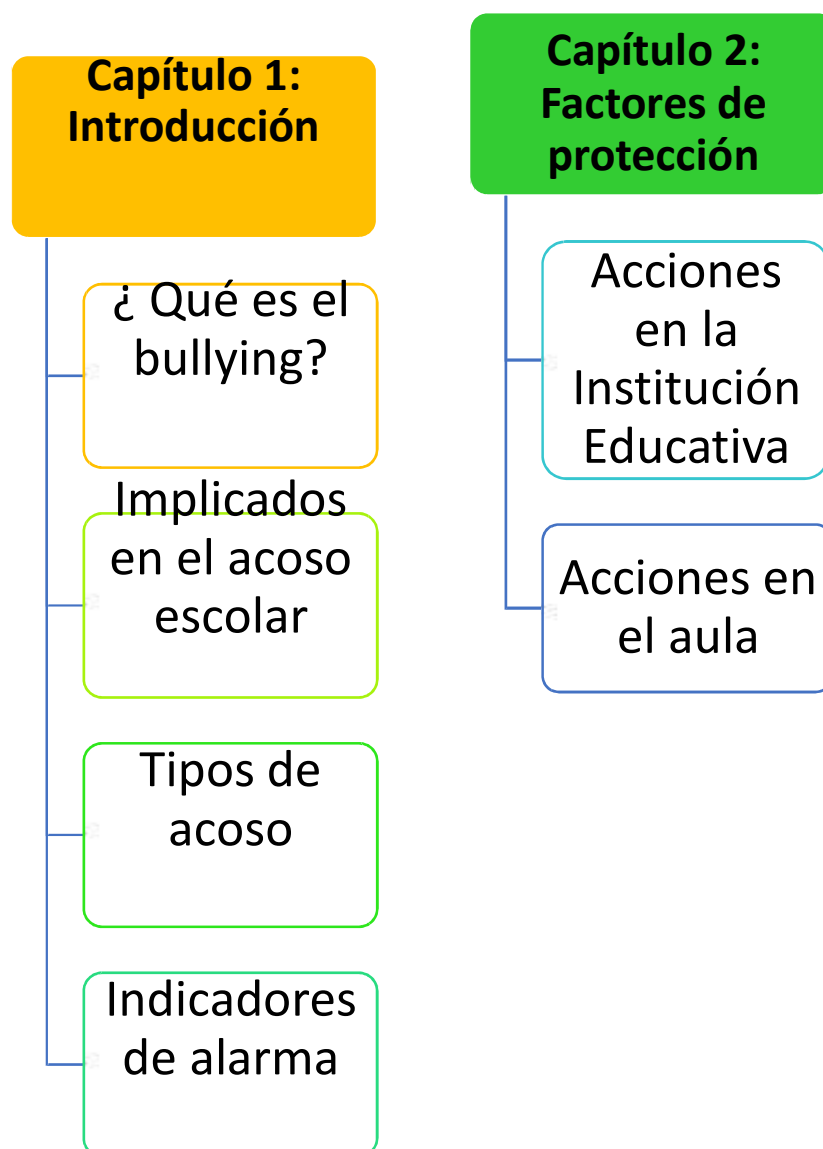 Capítulo 1:
Introducción
¿ Qué es el
bullying?
Implicados
en el acoso
escolar
Tipos de
acoso
Indicadores
de alarma
Capítulo 2:
Factores de
protección
Acciones
en la
Institución
Educativa
Acciones en
el aula